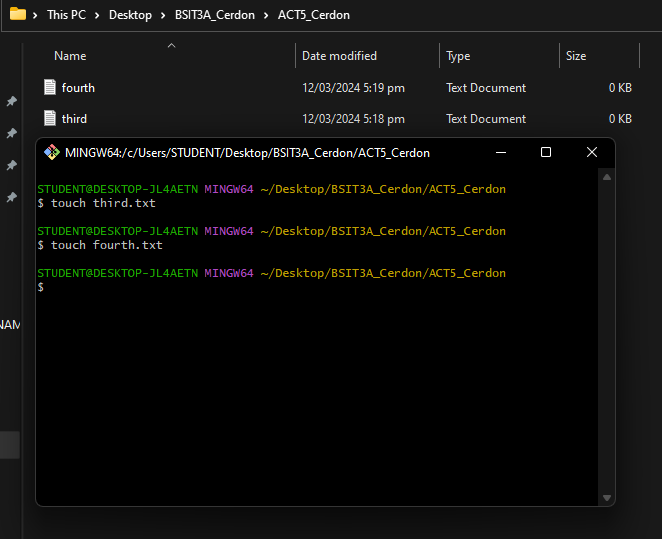 This PC > Desktop > BSIT3A_Cerdon > ACT5_Cerdon
Name Date modified Type Size
fourth 12/03/2024 5:19 pm Text Document 0 KB
third 12/03/2024 5:18 pm Text Document 0 KB
MINGW64:/c/Users/STUDENT/Desktop/BSIT3A_Cerdon/ACT5_Cerdon
STUDENT@DESKTOP-JL4AETN MINGW64 ~/Desktop/BSIT3A_Cerdon/ACT5_Cerdon
$ touch third.txt
STUDENT@DESKTOP-JL4AETN MINGW64 ~/Desktop/BSIT3A_Cerdon/ACT5_Cerdon
$ touch fourth.txt
STUDENT@DESKTOP-JL4AETN MINGW64 ~/Desktop/BSIT3A_Cerdon/ACT5_Cerdon
$